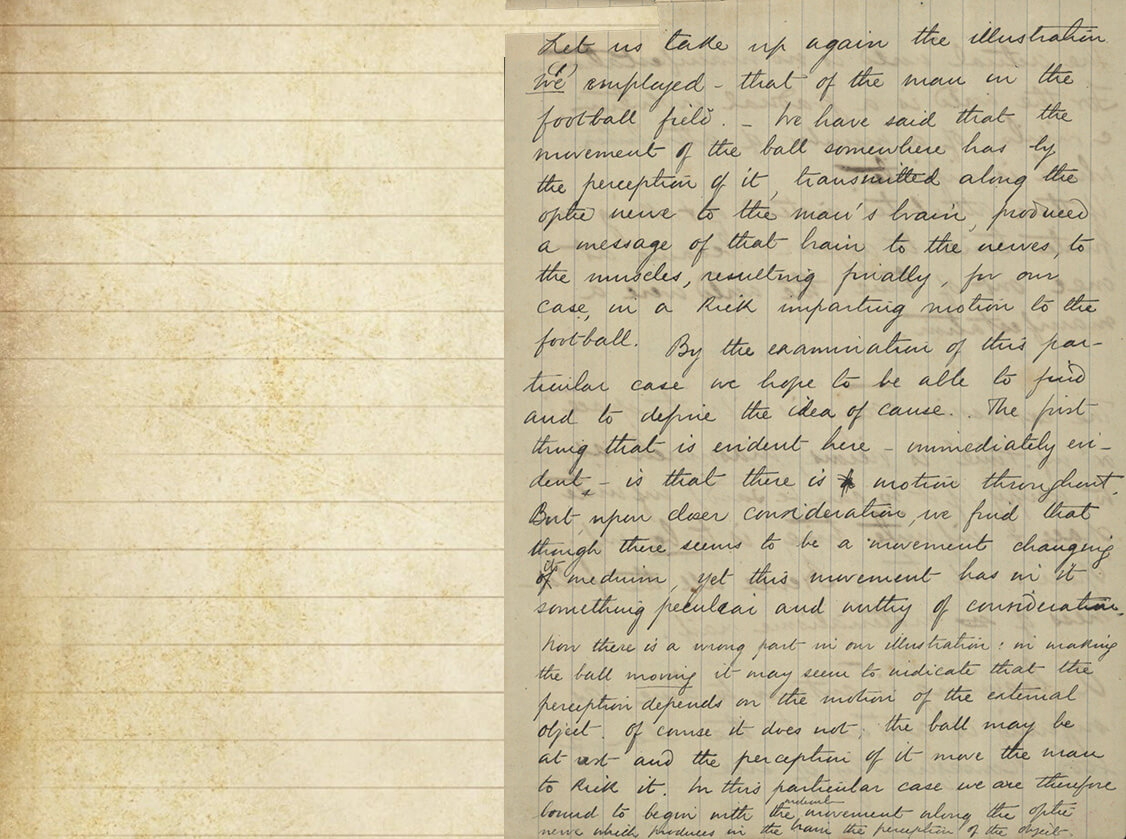 Let us take up again the illustration
we employed - that of the man in the
football field. - We have said that the
movement of the ball somewhere has by
the perception of it, transmitted along the
optic nerve to the man's brain, produced
a message of that brain to the nerves, to
the muscles, resulting finally, for our
case, in a kick imparting motion to the
football. By the examination of this par-
ticular case we hope to be able to find
and to define the idea of cause. The first
thing that is evident here - immediately evi-
dent - is that there is motion throughout.
But, upon closer consideration, we find that
though there seems to be a movement changing
its medium, yet this movement has in it
something peculiar and worthy of consideration.
Now there is a wrong part in our illustration: in making
the ball moving it may seem to indicate that the
perception depends on the motion of the external
object. Of course it does not; the ball may be
at rest and the perception of it move the man
to kick it. In this particular case we are therefore
bound to begin with the movement along the optic
nerve which produces in the brain the perception of the object